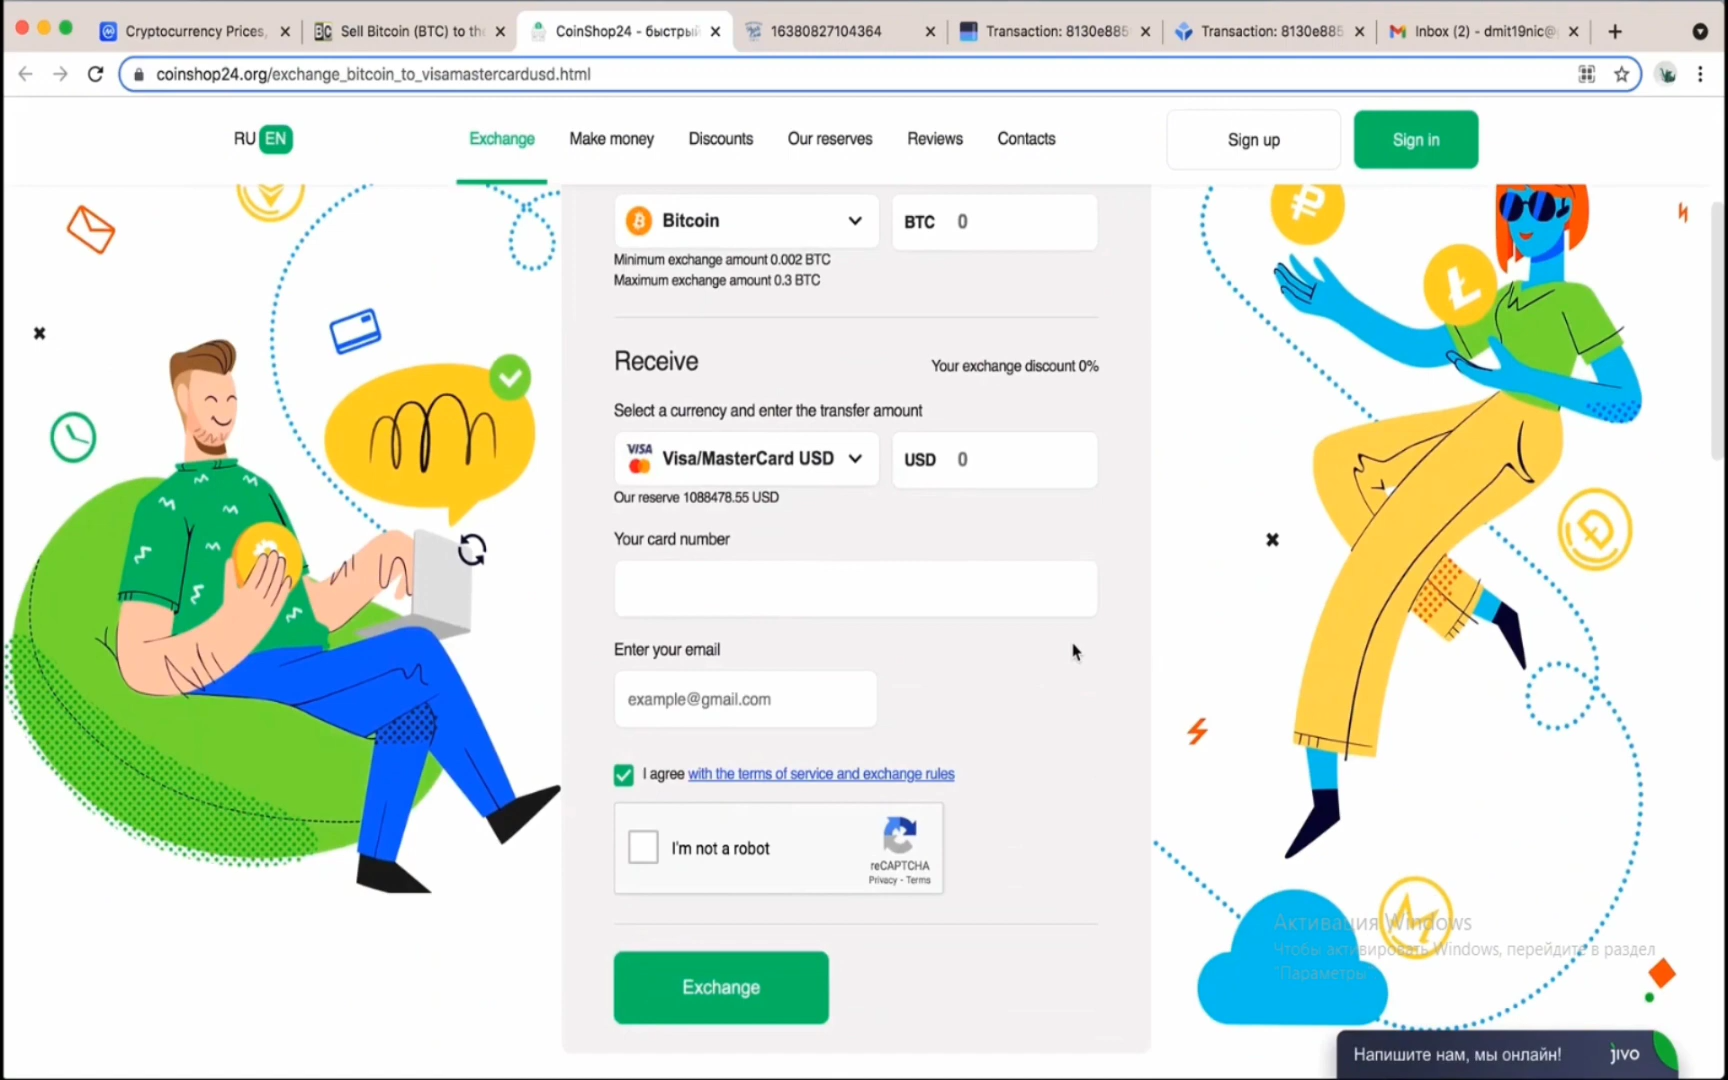 Cryptocurrency Prices,
Sell Bitcoin (BTC) to the
CoinShop24 - быстрый
16380827104364
Transaction: 8130e885
Transaction: 8130e885
Inbox (2) - dmit19nic@
coinshop24.org/exchange_bitcoin_to_visamastercardusd.html
RU EN
Exchange
Make money
Discounts
Our reserves
Reviews
Contacts
Sign up
Sign in
Bitcoin
BTC 0
Minimum exchange amount 0.002 BTC
Maximum exchange amount 0.3 BTC
Receive
Your exchange discount 0%
Select a currency and enter the transfer amount
VISA
Visa/MasterCard USD
USD 0
Our reserve 1088478.55 USD
Your card number
Enter your email
example@gmail.com
I agree with the terms of service and exchange rules
I'm not a robot
reCAPTCHA
Privacy - Terms
Exchange
Активация Windows
Чтобы активировать Windows, перейдите в раздел
"Параметры
Напишите нам, мы онлайн!
jivo